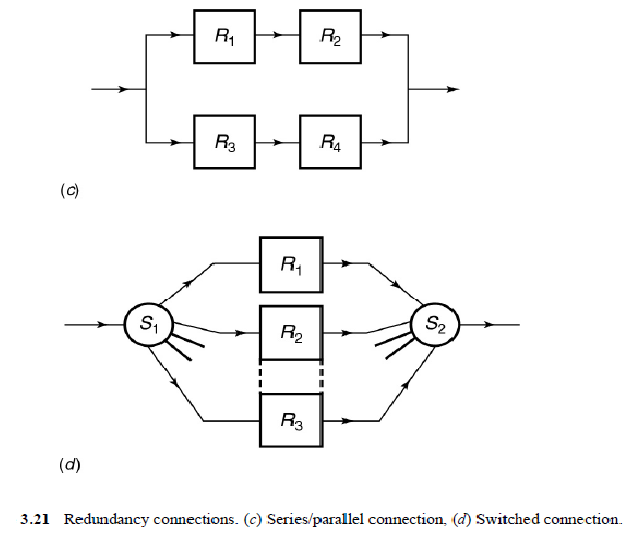 R1 R2
R3 R4
(c)
R1
S1 R2 S2
R3
(d)
3.21 Redundancy connections. (c) Series/parallel connection, (d) Switched connection.